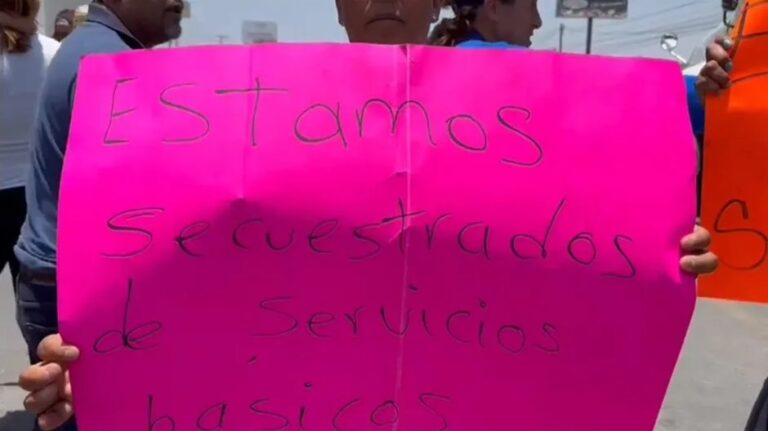 Estamos
secuestrados
de servicios
basicos
S